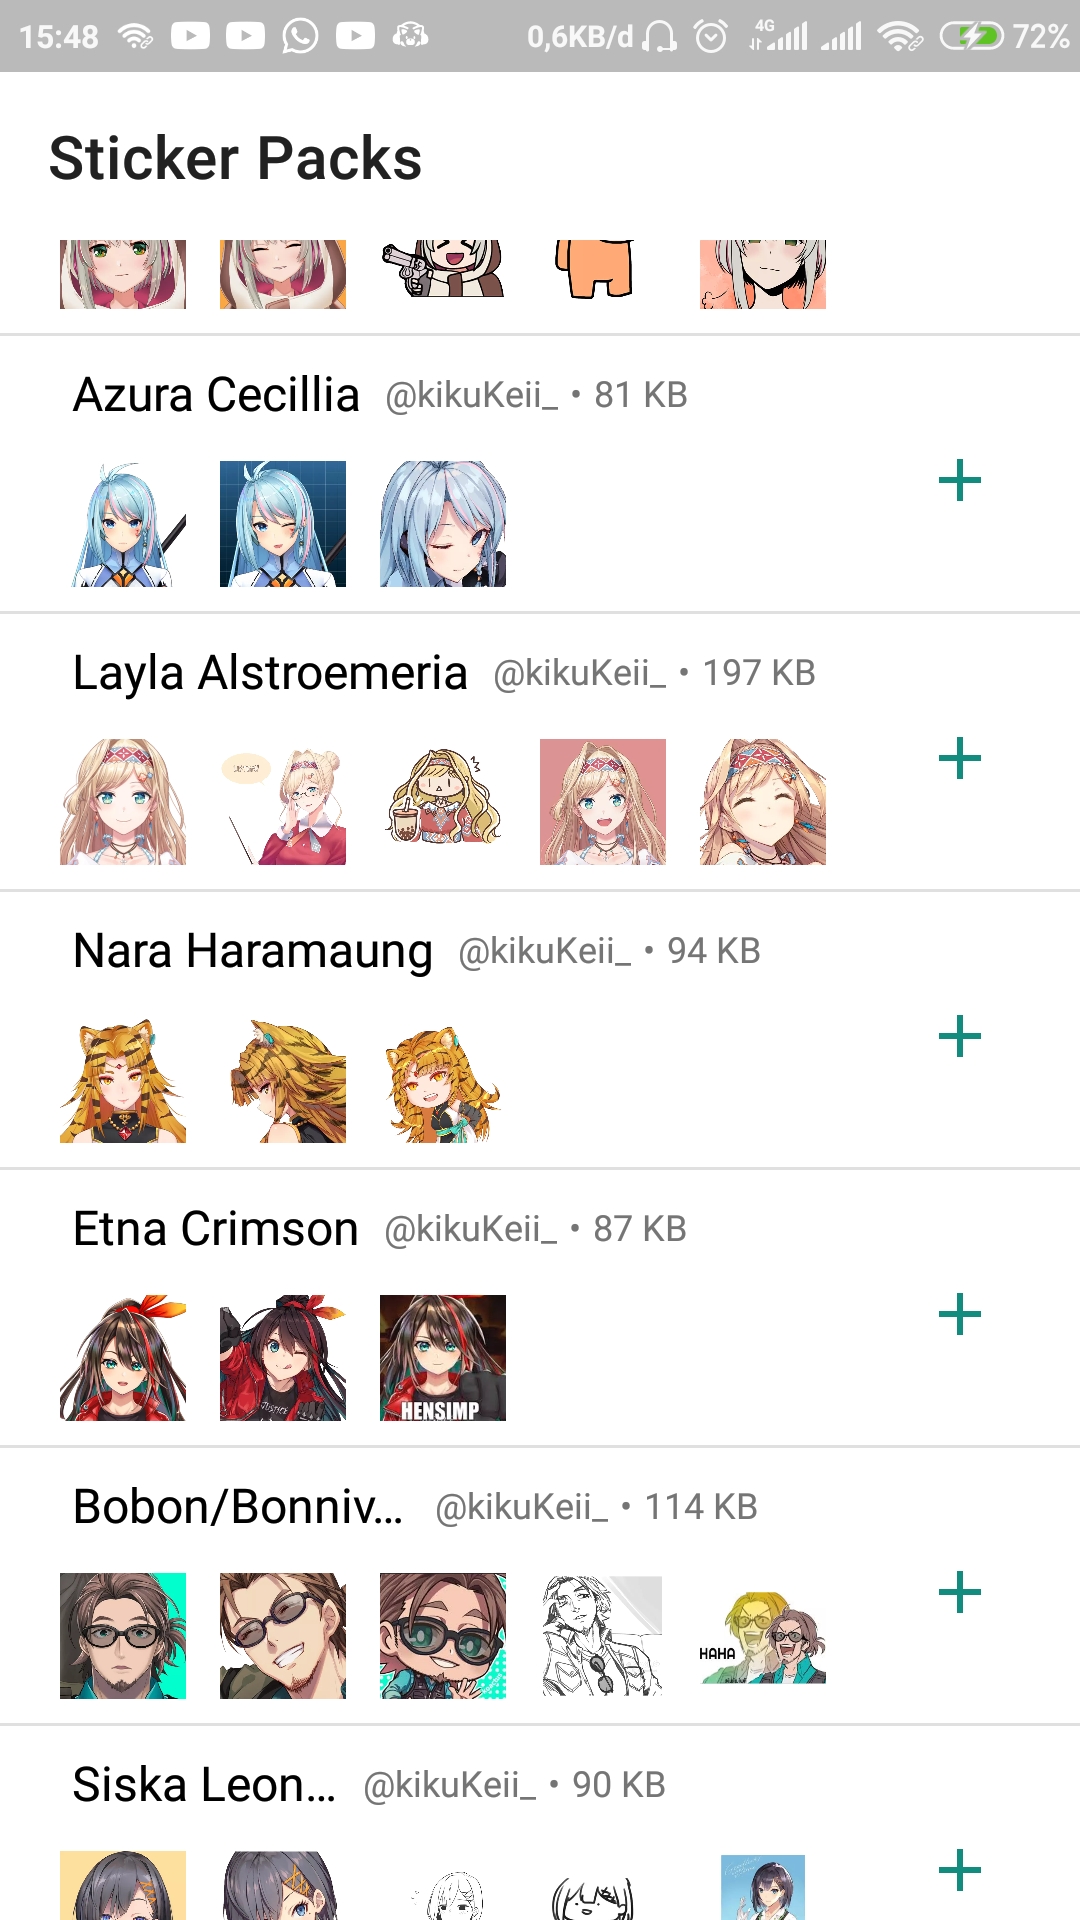 15:48 0,6KB/d 4G 72%
Sticker Packs
Azura Cecillia @kikuKeii_ • 81 KB
Layla Alstroemeria @kikuKeii_ • 197 KB
Nara Haramaung @kikuKeii_ • 94 KB
Etna Crimson @kikuKeii_ • 87 KB
JUSTICE
HENSIMP
Bobon/Bonniv... @kikuKeii_ • 114 KB
HAHA
Siska Leon... @kikuKeii_ • 90 KB